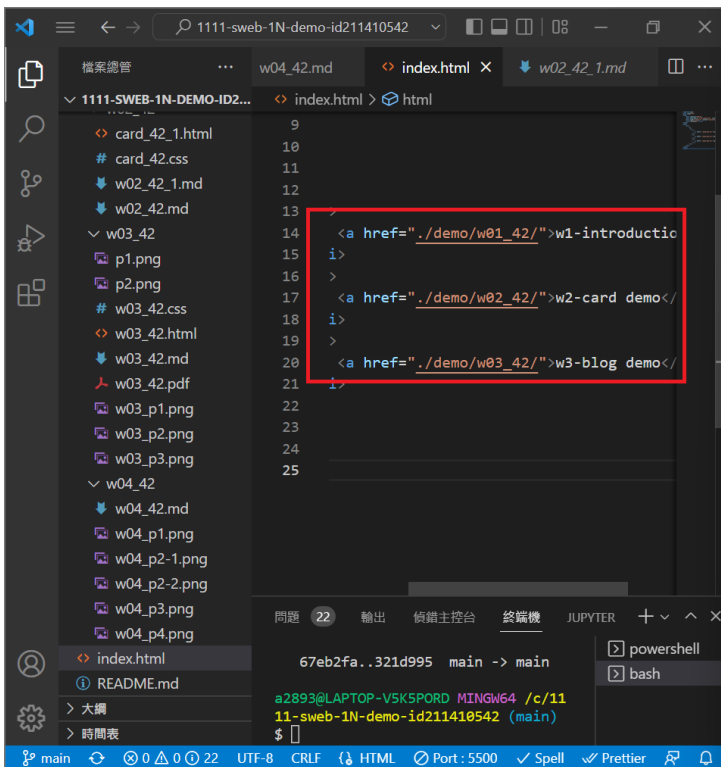 1111-sweb-1N-demo-id211410542
檔案總管
w04_42.md
index.html
w02_42_1.md
1111-SWEB-1N-DEMO-ID2...
index.html > html
card_42_1.html
card_42.css
w02_42_1.md
w02_42.md
w03_42
p1.png
p2.png
w03_42.css
w03_42.html
w03_42.md
w03_42.pdf
w03_p1.png
w03_p2.png
w03_p3.png
w04_42
w04_42.md
w04_p1.png
w04_p2-1.png
w04_p2-2.png
w04_p3.png
w04_p4.png
index.html
README.md
大綱
時間表
9
10
11
12
13 >
14 <a href="./demo/w01_42/">w1-introductio
15 i>
16 >
17 <a href="./demo/w02_42/">w2-card demo</
18 i>
19 >
20 <a href="./demo/w03_42/">w3-blog demo</
21 i>
22
23
24
25
問題 22 輸出 偵錯主控台 終端機 JUPYTER
67eb2fa..321d995 main -> main
a2893@LAPTOP-V5K5PORD MINGW64 /c/11
11-sweb-1N-demo-id211410542 (main)
$
powershell
bash
main 0 0 22 UTF-8 CRLF HTML Port : 5500 Spell Prettier